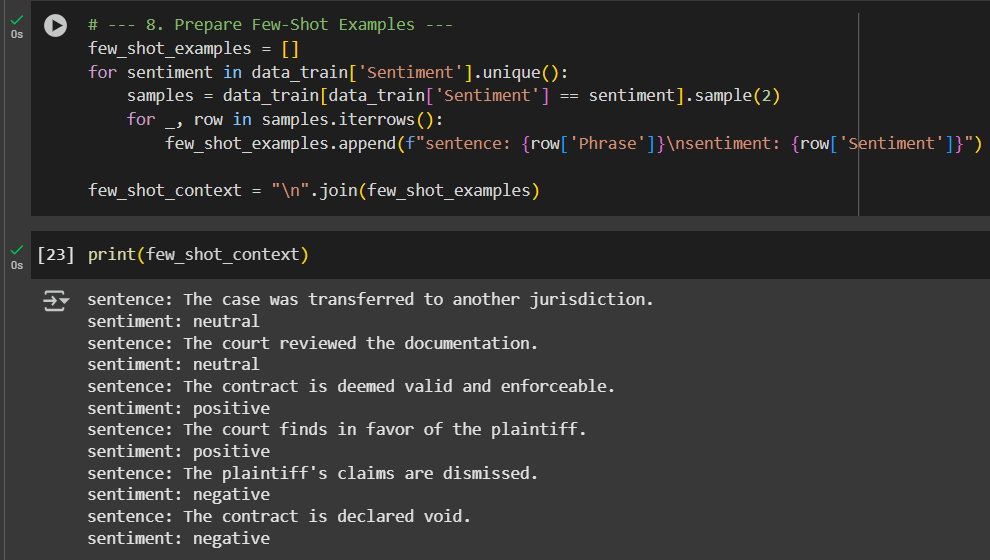 0s
# --- 8. Prepare Few-Shot Examples ---
few_shot_examples = []
for sentiment in data_train['Sentiment'].unique():
    samples = data_train[data_train['Sentiment'] == sentiment].sample(2)
    for _, row in samples.iterrows():
        few_shot_examples.append(f"sentence: {row['Phrase']}\nsentiment: {row['Sentiment']}")

few_shot_context = "\n".join(few_shot_examples)
0s
[23] print(few_shot_context)
sentence: The case was transferred to another jurisdiction.
sentiment: neutral
sentence: The court reviewed the documentation.
sentiment: neutral
sentence: The contract is deemed valid and enforceable.
sentiment: positive
sentence: The court finds in favor of the plaintiff.
sentiment: positive
sentence: The plaintiff's claims are dismissed.
sentiment: negative
sentence: The contract is declared void.
sentiment: negative